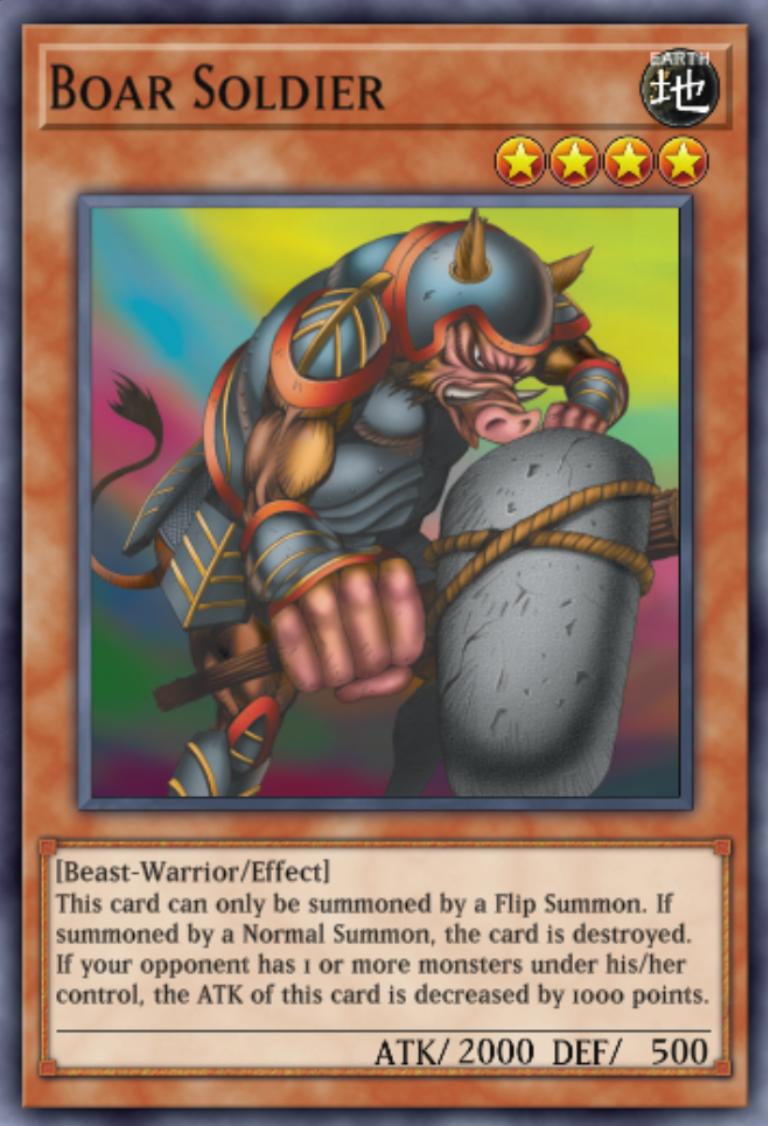 BOAR SOLDIER
EARTH
地
[Beast-Warrior/Effect]
This card can only be summoned by a Flip Summon. If
summoned by a Normal Summon, the card is destroyed.
If your opponent has 1 or more monsters under his/her
control, the ATK of this card is decreased by 1000 points.
ATK/ 2000 DEF/ 500